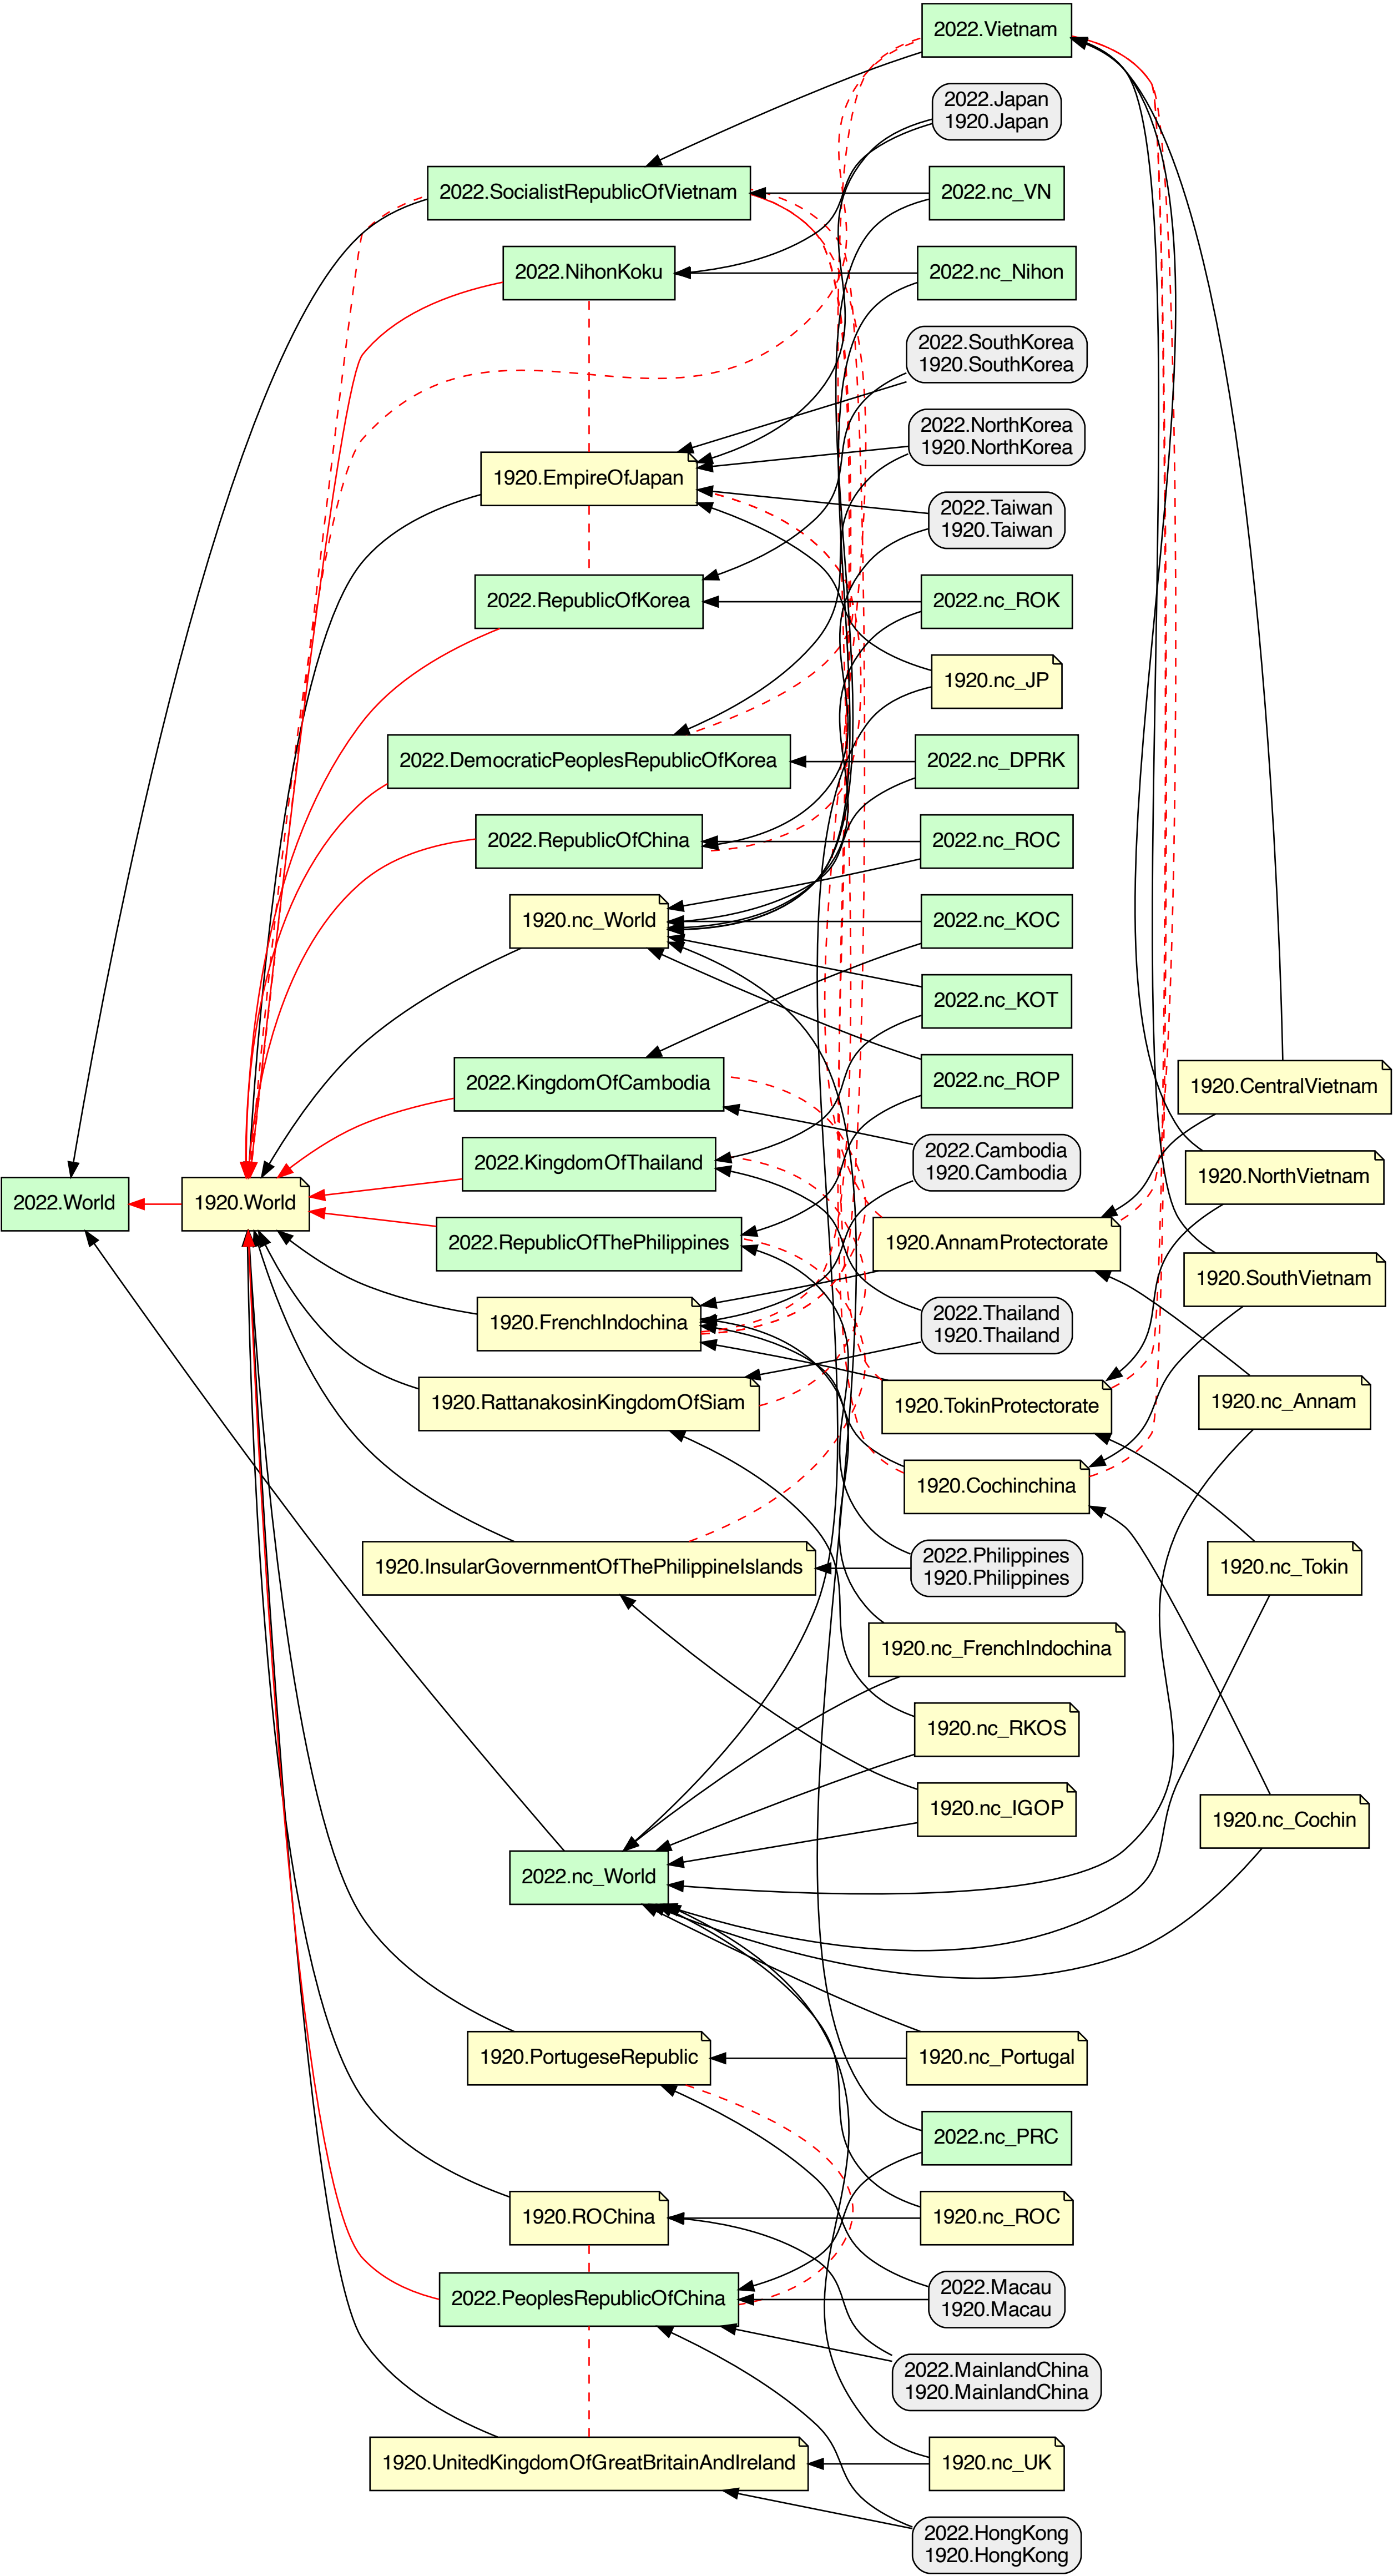 2022.Vietnam
2022.Japan
1920.Japan
2022.SocialistRepublicOfVietnam
2022.nc_VN
2022.NihonKoku
2022.nc_Nihon
2022.SouthKorea
1920.SouthKorea
2022.NorthKorea
1920.NorthKorea
1920.EmpireOfJapan
2022.Taiwan
1920.Taiwan
2022.RepublicOfKorea
2022.nc_ROK
1920.nc_JP
2022.DemocraticPeoplesRepublicOfKorea
2022.nc_DPRK
2022.RepublicOfChina
2022.nc_ROC
1920.nc_World
2022.nc_KOC
2022.nc_KOT
2022.KingdomOfCambodia
2022.nc_ROP
1920.CentralVietnam
2022.KingdomOfThailand
2022.Cambodia
1920.Cambodia
1920.NorthVietnam
2022.World
1920.World
2022.RepublicOfThePhilippines
1920.AnnamProtectorate
1920.SouthVietnam
1920.FrenchIndochina
2022.Thailand
1920.Thailand
1920.RattanakosinKingdomOfSiam
1920.TokinProtectorate
1920.nc_Annam
1920.Cochinchina
1920.InsularGovernmentOfThePhilippineIslands
2022.Philippines
1920.Philippines
1920.nc_Tokin
1920.nc_FrenchIndochina
1920.nc_RKOS
1920.nc_IGOP
1920.nc_Cochin
2022.nc_World
1920.PortugeseRepublic
1920.nc_Portugal
2022.nc_PRC
1920.ROChina
1920.nc_ROC
2022.PeoplesRepublicOfChina
2022.Macau
1920.Macau
2022.MainlandChina
1920.MainlandChina
1920.UnitedKingdomOfGreatBritainAndIreland
1920.nc_UK
2022.HongKong
1920.HongKong